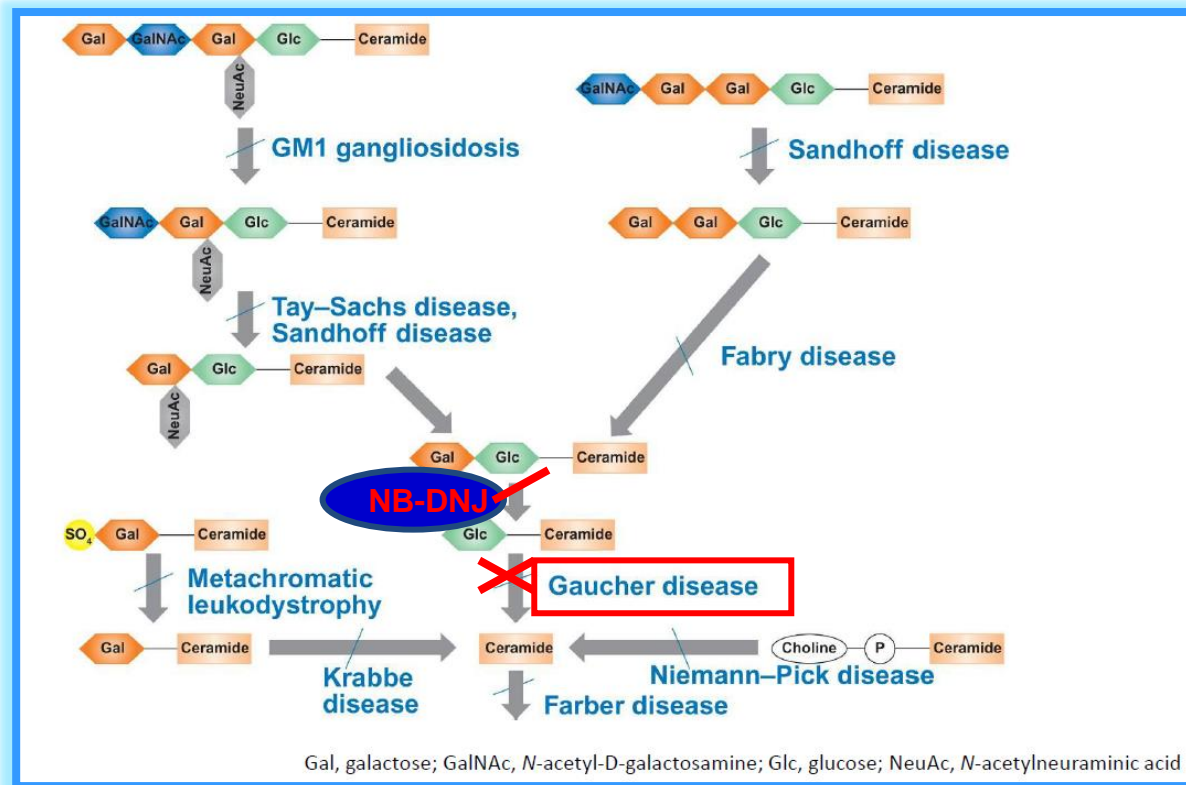 Gal GalNAc Gal Glc Ceramide
NeuAc
GalNAc Gal Gal Glc Ceramide
GM1 gangliosidosis
Sandhoff disease
GalNAc Gal Glc Ceramide
NeuAc
Gal Gal Glc Ceramide
Tay–Sachs disease,
Sandhoff disease
Fabry disease
Gal Glc Ceramide
NeuAc
Gal Glc Ceramide
NB-DNJ
SO4 Gal Ceramide
Glc Ceramide
Metachromatic
leukodystrophy
Gaucher disease
Gal Ceramide
Ceramide
Choline P Ceramide
Krabbe
disease
Niemann–Pick disease
Farber disease
Gal, galactose; GalNAc, N-acetyl-D-galactosamine; Glc, glucose; NeuAc, N-acetylneuraminic acid